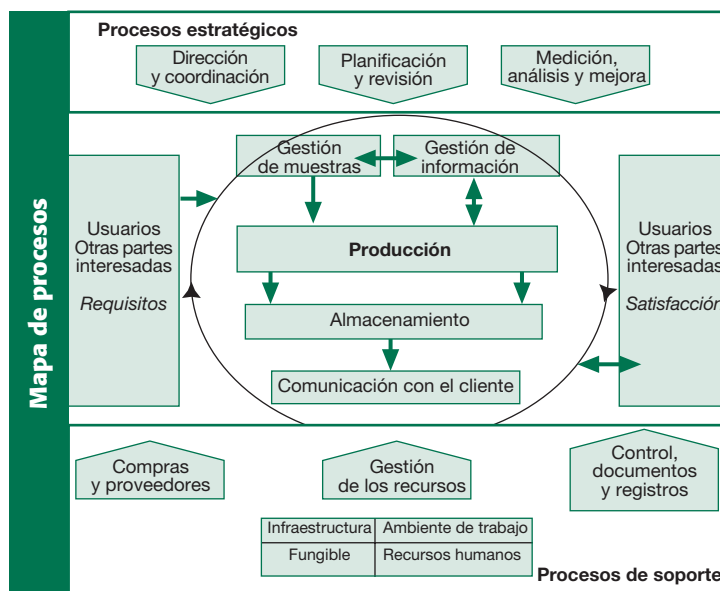 Mapa de procesos
Procesos estratégicos
Dirección
y coordinación
Planificación
y revisión
Medición,
análisis y mejora
Usuarios
Otras partes
interesadas
Requisitos
Gestión
de muestras
Gestión de
información
Producción
Almacenamiento
Comunicación con el cliente
Usuarios
Otras partes
interesadas
Satisfacción
Compras
y proveedores
Gestión
de los recursos
Control,
documentos
y registros
Infraestructura
Ambiente de trabajo
Fungible
Recursos humanos
Procesos de soporte